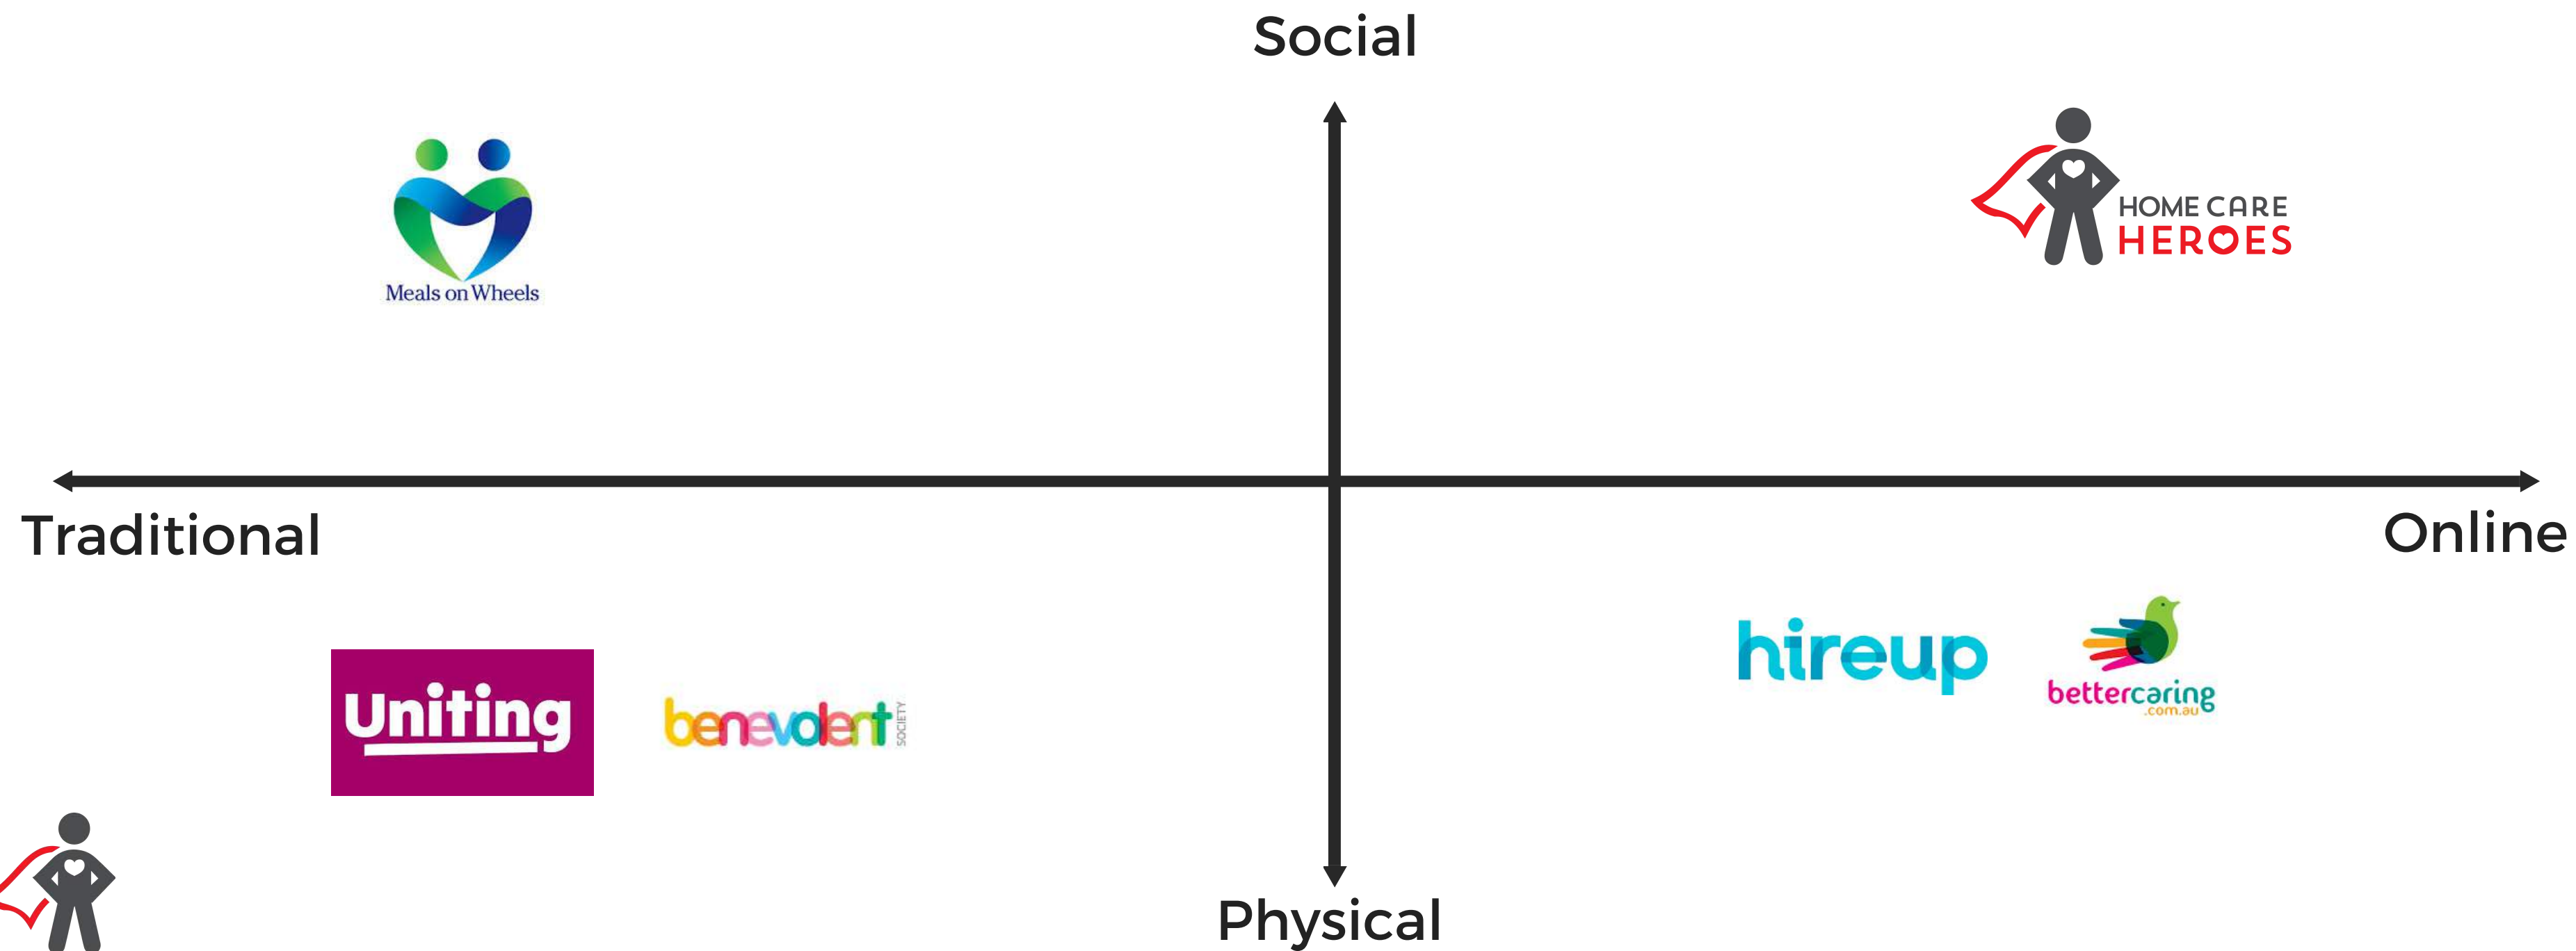 Social
Meals on Wheels
HOME CARE
HEROES
Traditional
Online
Uniting
benevolent
SOCIETY
hireup
bettercaring
.com.au
Physical